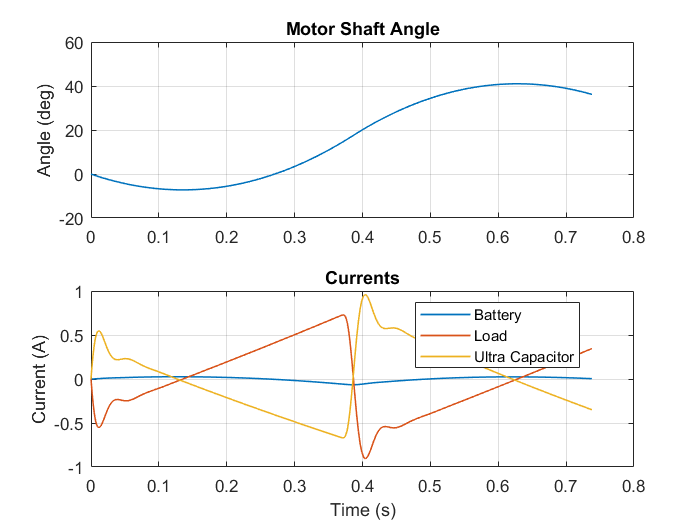 Motor Shaft Angle
60
40
20
0
-20
Angle (deg)
0 0.1 0.2 0.3 0.4 0.5 0.6 0.7 0.8
Currents
1
0.5
0
-0.5
-1
Current (A)
Battery
Load
Ultra Capacitor
0 0.1 0.2 0.3 0.4 0.5 0.6 0.7 0.8
Time (s)